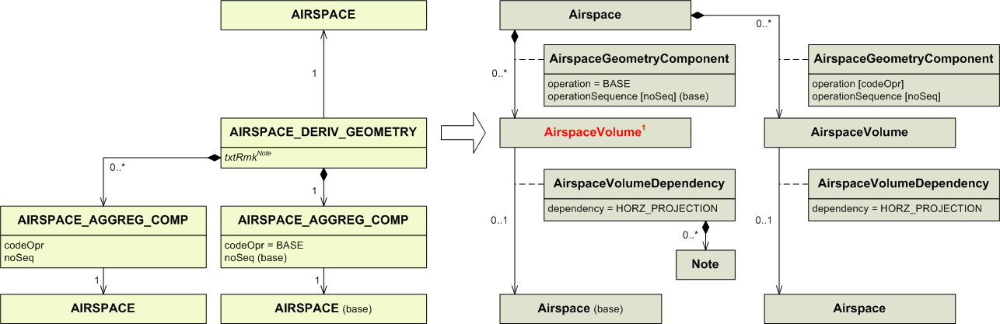 AIRSPACE
1
AIRSPACE_DERIV_GEOMETRY
txtRmkNote
0..*
1
AIRSPACE_AGGREG_COMP
codeOpr
noSeq
AIRSPACE_AGGREG_COMP
codeOpr = BASE
noSeq (base)
1
1
AIRSPACE
AIRSPACE (base)
Airspace
0..*
0..*
AirspaceGeometryComponent
operation = BASE
operationSequence [noSeq] (base)
AirspaceGeometryComponent
operation [codeOpr]
operationSequence [noSeq]
AirspaceVolume1
AirspaceVolume
AirspaceVolumeDependency
dependency = HORZ_PROJECTION
AirspaceVolumeDependency
dependency = HORZ_PROJECTION
0..1
0..*
0..1
Note
Airspace (base)
Airspace